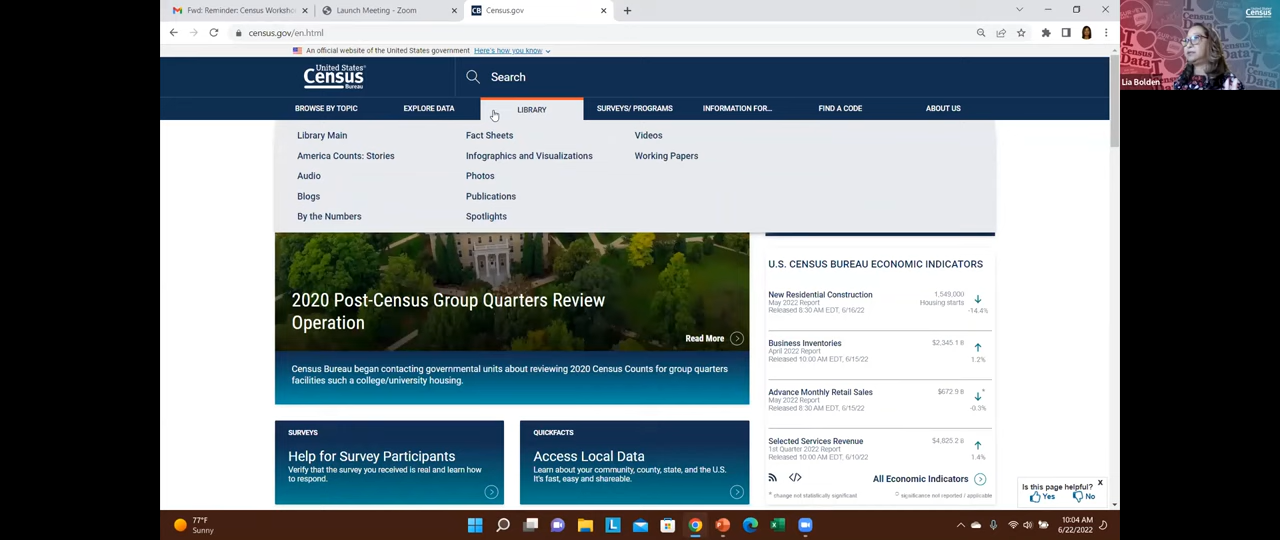 Fwd: Reminder: Census Worksho
Launch Meeting - Zoom
CB
Census.gov
census.gov/en.html
An official website of the United States government Here's how you know
United States
Census
Bureau
Search
BROWSE BY TOPIC
EXPLORE DATA
LIBRARY
SURVEYS/ PROGRAMS
INFORMATION FOR...
FIND A CODE
ABOUT US
Library Main
Fact Sheets
Videos
America Counts: Stories
Infographics and Visualizations
Working Papers
Audio
Photos
Blogs
Publications
By the Numbers
Spotlights
2020 Post-Census Group Quarters Review
Operation
Read More
Census Bureau began contacting governmental units about reviewing 2020 Census Counts for group quarters
facilities such a college/university housing.
SURVEYS
Help for Survey Participants
Verify that the survey you received is real and learn how
to respond.
QUICKFACTS
Access Local Data
Learn about your community, county, state, and the U.S.
It's fast, easy and shareable.
U.S. CENSUS BUREAU ECONOMIC INDICATORS
New Residential Construction
May 2022 Report
Released 8:30 AM EDT, 6/16/22
1,549,000
Housing starts
-14.4%
Business Inventories
April 2022 Report
Released 10:00 AM EDT, 6/15/22
$2,345.1 B
1.2%
Advance Monthly Retail Sales
May 2022 Report
Released 8:30 AM EDT, 6/15/22
$672.9 B
*
-0.3%
Selected Services Revenue
1st Quarter 2022 Report
Released 10:00 AM EDT, 6/10/22
$4,825.2 B
1.4%
All Economic Indicators
* change not statistically significant
significance not reported / applicable
Is this page helpful?
X
Yes
No
77°F
Sunny
10:04 AM
6/22/2022
Lia Bolden
Census